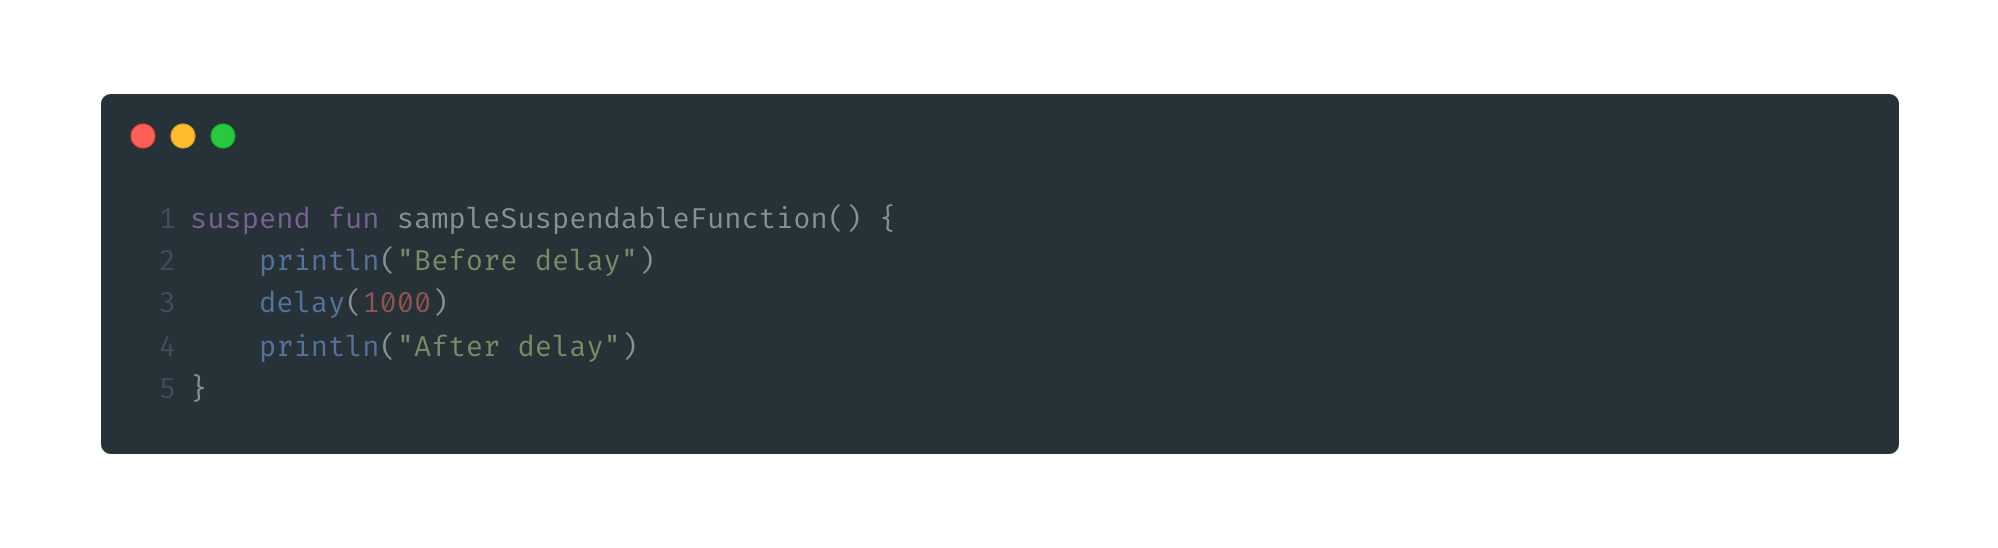 1 suspend fun sampleSuspendableFunction() {
2     println("Before delay")
3     delay(1000)
4     println("After delay")
5 }